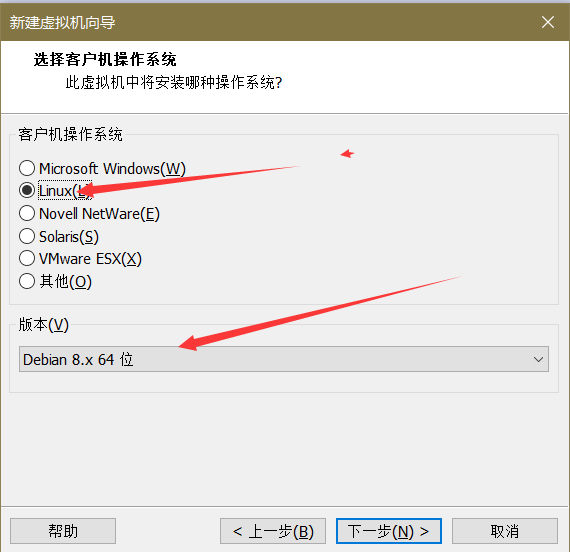 新建虚拟机向导
选择客户机操作系统
此虚拟机中将安装哪种操作系统?
客户机操作系统
Microsoft Windows(W)
Linux(L)
Novell NetWare(E)
Solaris(S)
VMware ESX(X)
其他(O)
版本(V)
Debian 8.x 64 位
帮助
< 上一步(B)
下一步(N) >
取消